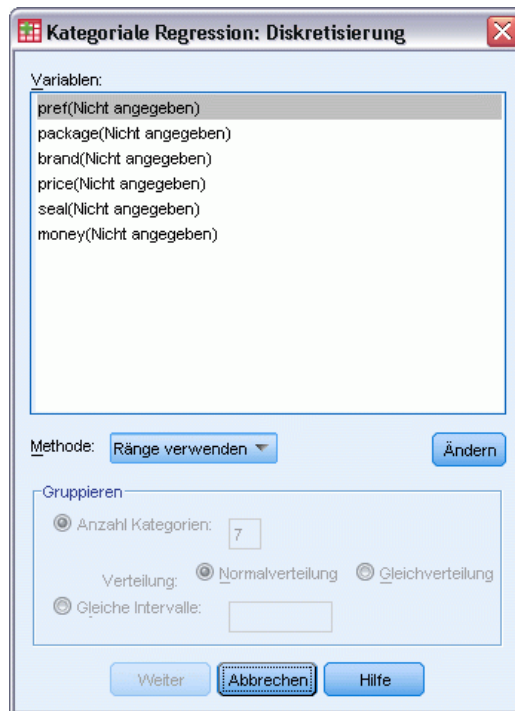 Kategoriale Regression: Diskretisierung
Variablen:
pref(Nicht angegeben)
package(Nicht angegeben)
brand(Nicht angegeben)
price(Nicht angegeben)
seal(Nicht angegeben)
money(Nicht angegeben)
Methode: Ränge verwenden Ändern
Gruppieren
Anzahl Kategorien: 7
Verteilung: Normalverteilung Gleichverteilung
Gleiche Intervalle:
Weiter Abbrechen Hilfe